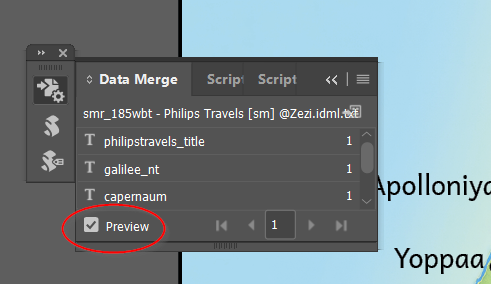 Data Merge
Script
Script
smr_185wbt - Philips Travels [sm] @Zezi.idml.txt
T philipstravels_title 1
T galilee_nt 1
T capernaum 1
Preview
1
Apolloniya
Yoppaa